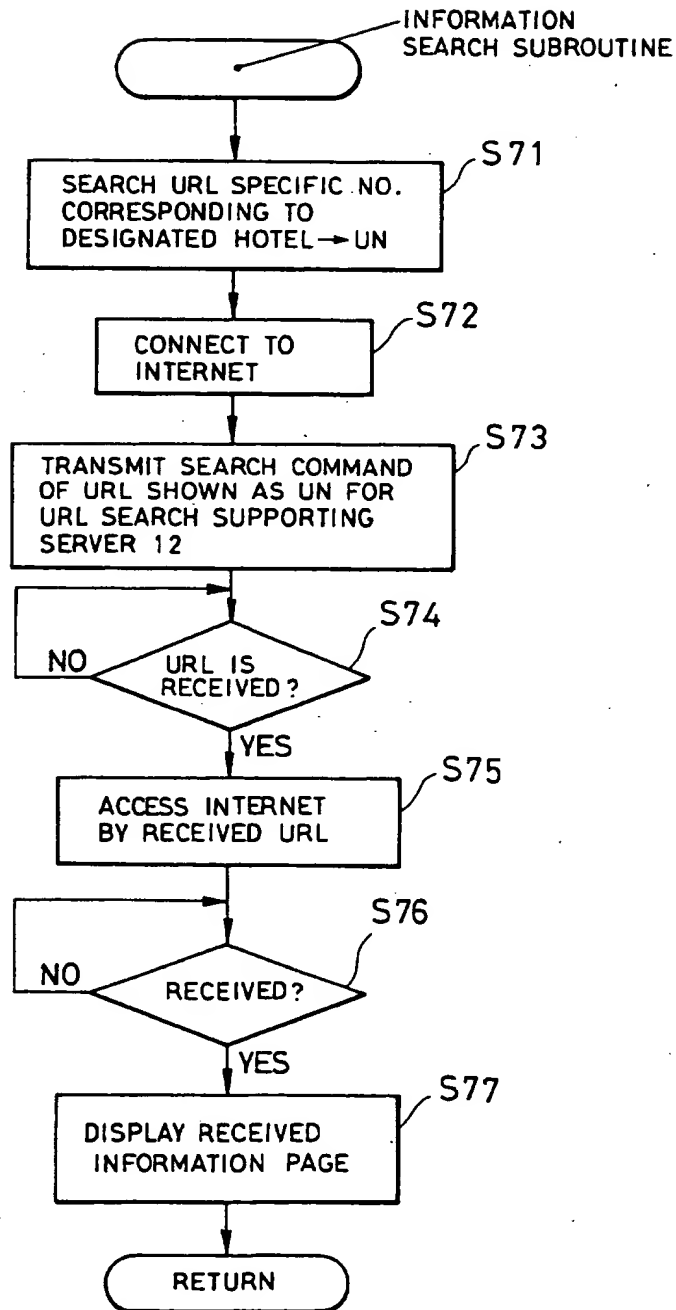 INFORMATION
SEARCH SUBROUTINE
S71
SEARCH URL SPECIFIC NO.
CORRESPONDING TO
DESIGNATED HOTEL→UN
S72
CONNECT TO
INTERNET
S73
TRANSMIT SEARCH COMMAND
OF URL SHOWN AS UN FOR
URL SEARCH SUPPORTING
SERVER 12
S74
NO
URL IS
RECEIVED?
YES
S75
ACCESS INTERNET
BY RECEIVED URL
S76
NO
RECEIVED?
YES
S77
DISPLAY RECEIVED
INFORMATION PAGE
RETURN